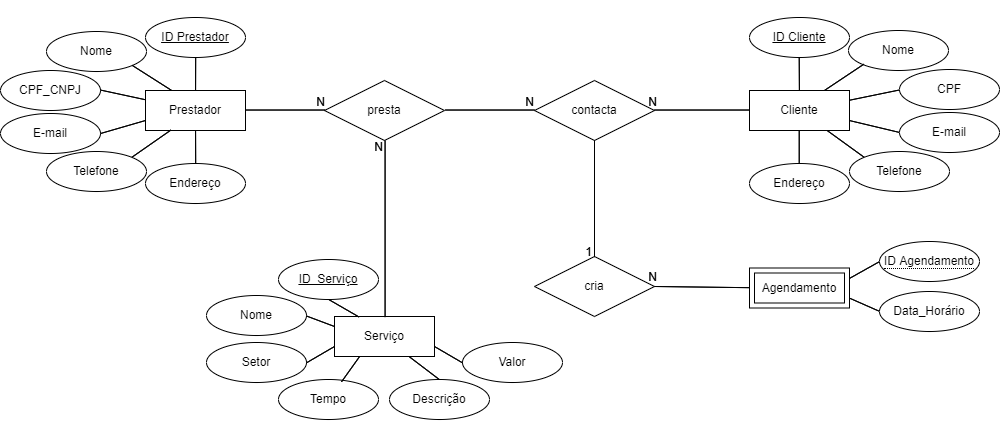 ID Prestador
Nome
CPF_CNPJ
E-mail
Telefone
Endereço
Prestador
N
presta
N
N
contacta
N
Cliente
ID Cliente
Nome
CPF
E-mail
Telefone
Endereço
1
cria
N
Agendamento
ID Agendamento
Data_Horário
ID_Serviço
Nome
Setor
Tempo
Descrição
Valor
Serviço